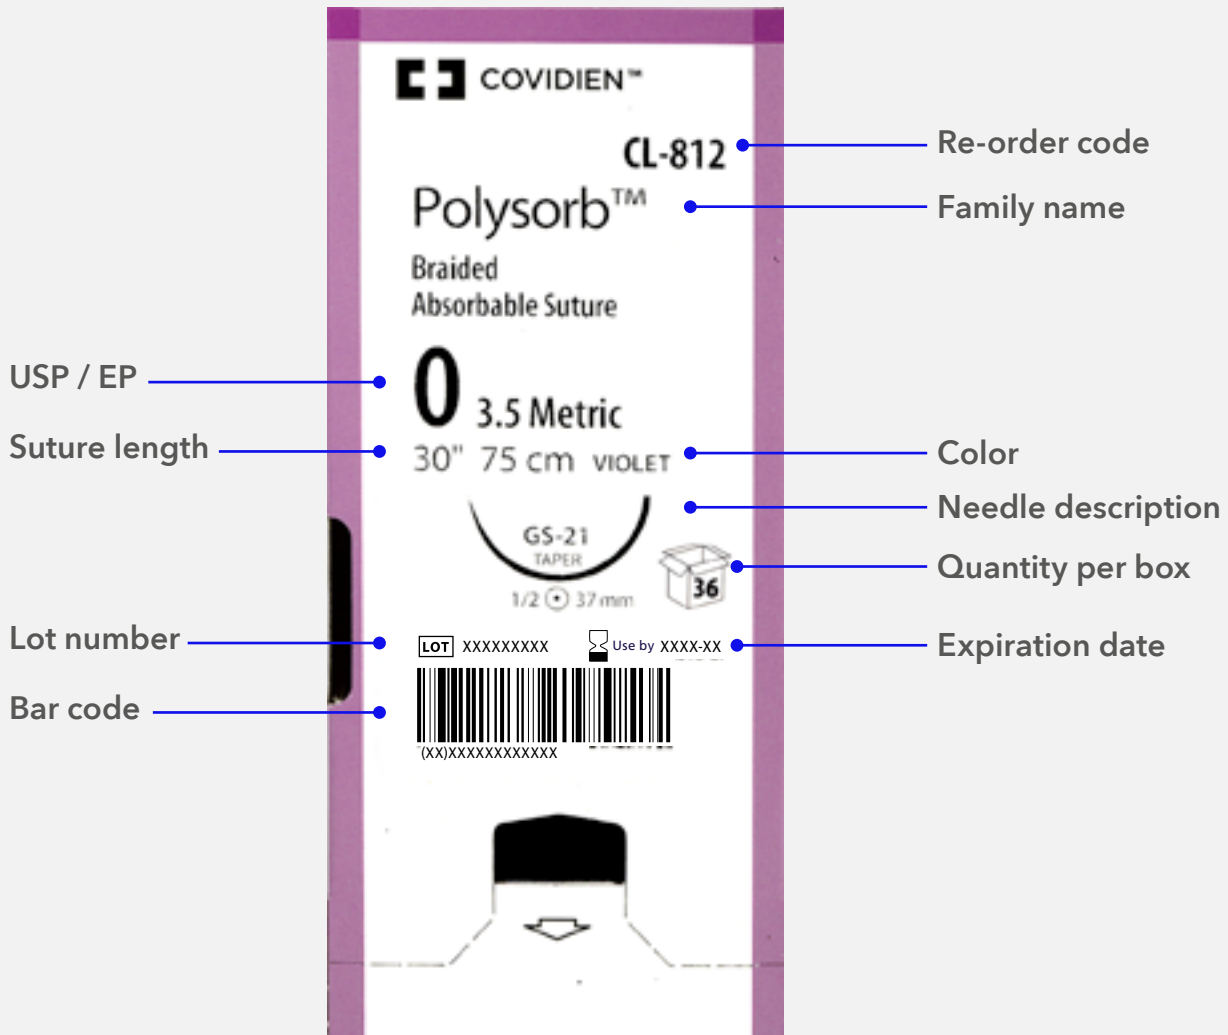 COVIDIEN™
CL-812
Re-order code
Polysorb™
Family name
Braided
Absorbable Suture
USP / EP
0 3.5 Metric
Suture length
30" 75 cm VIOLET
Color
GS-21
TAPER
Needle description
36
Quantity per box
1/2 37 mm
Lot number
LOT XXXXXXXXX
Use by XXXX-XX
Expiration date
Bar code
(XX)XXXXXXXXXXXX